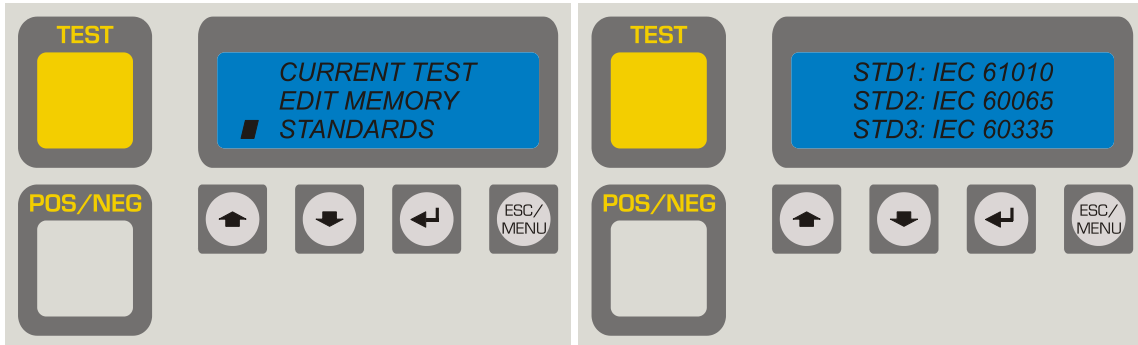 TEST
CURRENT TEST
EDIT MEMORY
STANDARDS
POS/NEG
ESC/
MENU
TEST
STD1: IEC 61010
STD2: IEC 60065
STD3: IEC 60335
POS/NEG
ESC/
MENU